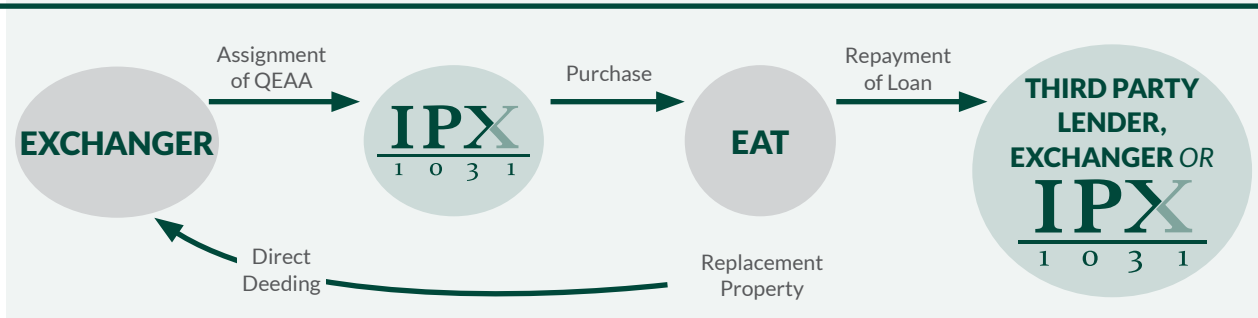 Assignment
of QEAA
EXCHANGER
IPX
1 0 3 1
Purchase
EAT
Repayment
of Loan
THIRD PARTY
LENDER,
EXCHANGER OR
IPX
1 0 3 1
Direct
Deeding
Replacement
Property